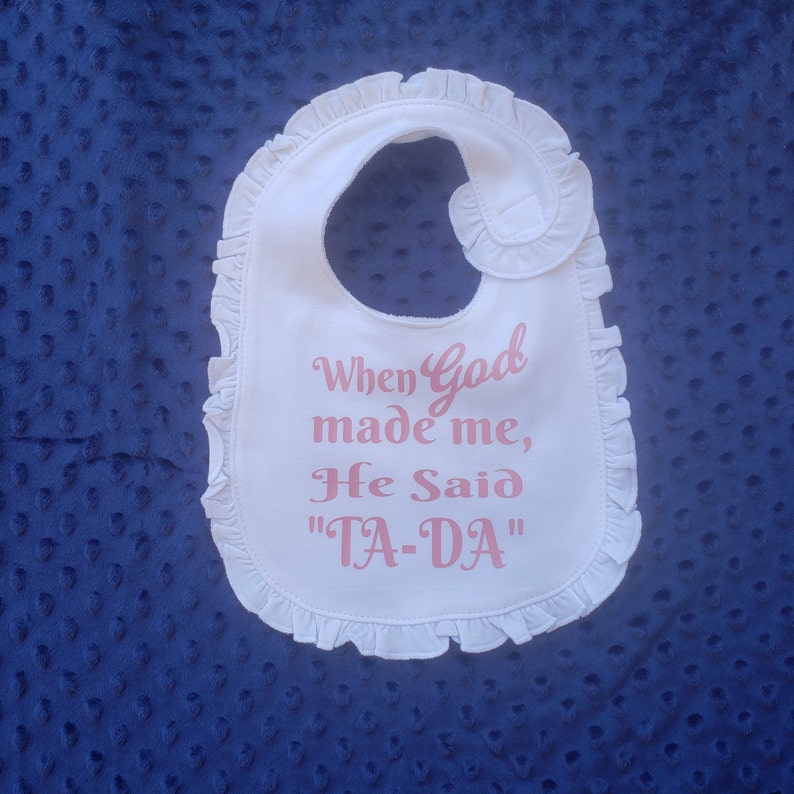 When God
made me,
He Said
"TA-DA"